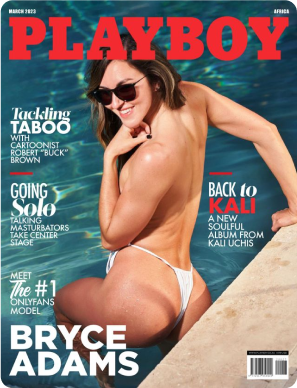 MARCH 2023
AFRICA
PLAYBOY
Tackling
TABOO
WITH
CARTOONIST
ROBERT "BUCK"
BROWN
GOING
Solo
TALKING
MASTURBATORS
TAKE CENTER
STAGE
BACK to
KALI
A NEW
SOULFUL
ALBUM FROM
KALI UCHIS
MEET
The #1
ONLYFANS
MODEL
BRYCE
ADAMS